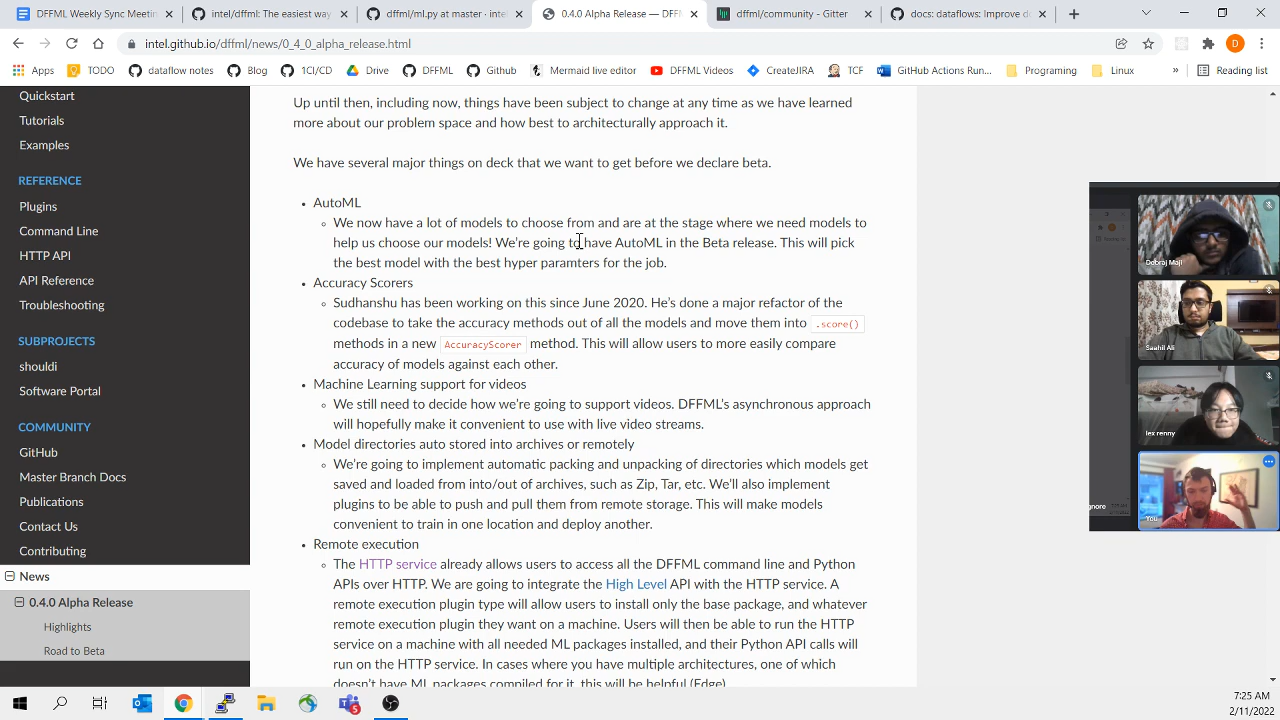 DFFML Weekly Sync Meetin
intel/dffml: The easiest way
dffml/ml.py at master · intel
0.4.0 Alpha Release — DFF
dffml/community - Gitter
docs: dataflows: Improve d
intel.github.io/dffml/news/0_4_0_alpha_release.html
D
Apps
TODO
dataflow notes
Blog
1CI/CD
Drive
DFFML
Github
Mermaid live editor
DFFML Videos
CreateJIRA
TCF
GitHub Actions Run...
Programing
Linux
»
Reading list
Quickstart
Tutorials
Examples
REFERENCE
Plugins
Command Line
HTTP API
API Reference
Troubleshooting
SUBPROJECTS
shouldi
Software Portal
COMMUNITY
GitHub
Master Branch Docs
Publications
Contact Us
Contributing
News
0.4.0 Alpha Release
Highlights
Road to Beta
Up until then, including now, things have been subject to change at any time as we have learned
more about our problem space and how best to architecturally approach it.
We have several major things on deck that we want to get before we declare beta.
AutoML
We now have a lot of models to choose from and are at the stage where we need models to
help us choose our models! We're going to have AutoML in the Beta release. This will pick
the best model with the best hyper paramters for the job.
Accuracy Scorers
Sudhanshu has been working on this since June 2020. He's done a major refactor of the
codebase to take the accuracy methods out of all the models and move them into .score()
methods in a new AccuracyScorer method. This will allow users to more easily compare
accuracy of models against each other.
Machine Learning support for videos
We still need to decide how we're going to support videos. DFFML's asynchronous approach
will hopefully make it convenient to use with live video streams.
Model directories auto stored into archives or remotely
We're going to implement automatic packing and unpacking of directories which models get
saved and loaded from into/out of archives, such as Zip, Tar, etc. We'll also implement
plugins to be able to push and pull them from remote storage. This will make models
convenient to train in one location and deploy another.
Remote execution
The HTTP service already allows users to access all the DFFML command line and Python
APIs over HTTP. We are going to integrate the High Level API with the HTTP service. A
remote execution plugin type will allow users to install only the base package, and whatever
remote execution plugin they want on a machine. Users will then be able to run the HTTP
service on a machine with all needed ML packages installed, and their Python API calls will
run on the HTTP service. In cases where you have multiple architectures, one of which
doesn't have ML packages compiled for it, this will be helpful (Edge)
Dobraj Maji
Saahil Ali
lex renny
You
gnore
7:25 AM
2/11/2022